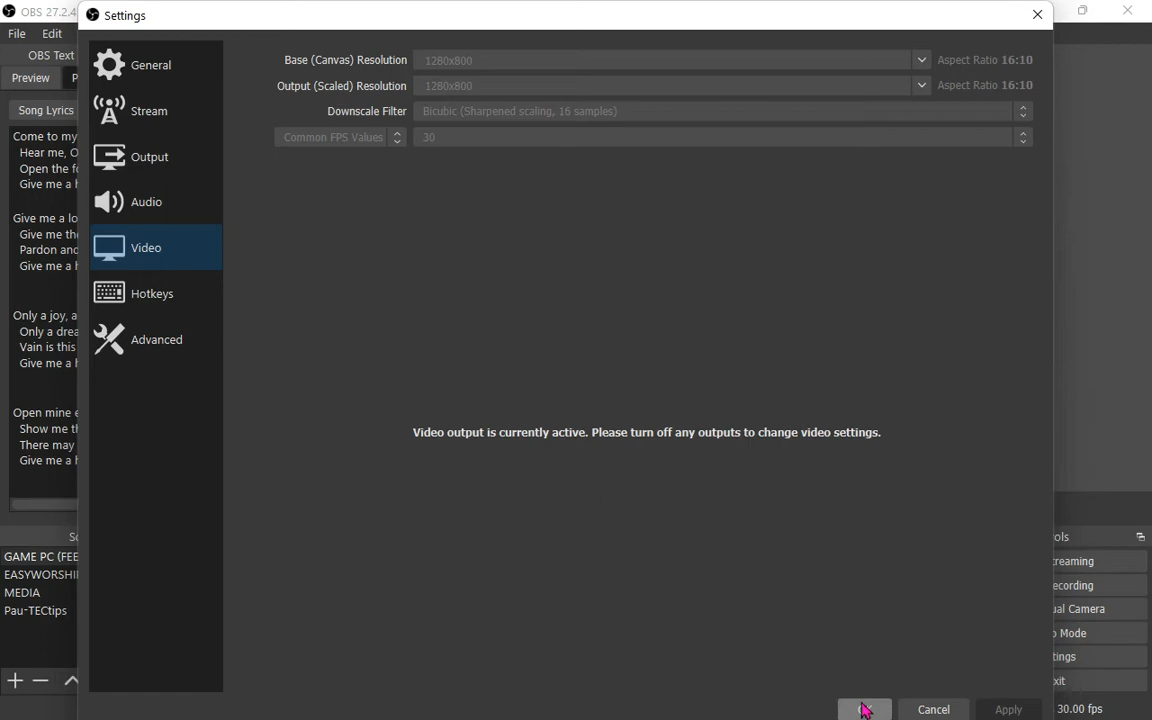 OBS 27.2.4
Settings
File Edit
OBS Text
Preview P
Song Lyrics
Come to my
Hear me, O
Open the fo
Give me a h
Give me a lo
Give me the
Pardon and
Give me a h
Only a joy, a
Only a drea
Vain is this
Give me a h
Open mine e
Show me th
There may
Give me a h
Sc
GAME PC (FEE
EASYWORSHI
MEDIA
Pau-TECtips
General
Stream
Output
Audio
Video
Hotkeys
Advanced
Base (Canvas) Resolution 1280x800 Aspect Ratio 16:10
Output (Scaled) Resolution 1280x800 Aspect Ratio 16:10
Downscale Filter Bicubic (Sharpened scaling, 16 samples)
Common FPS Values 30
Video output is currently active. Please turn off any outputs to change video settings.
Cancel Apply
ols
reaming
ecording
ual Camera
o Mode
tings
xit
30.00 fps